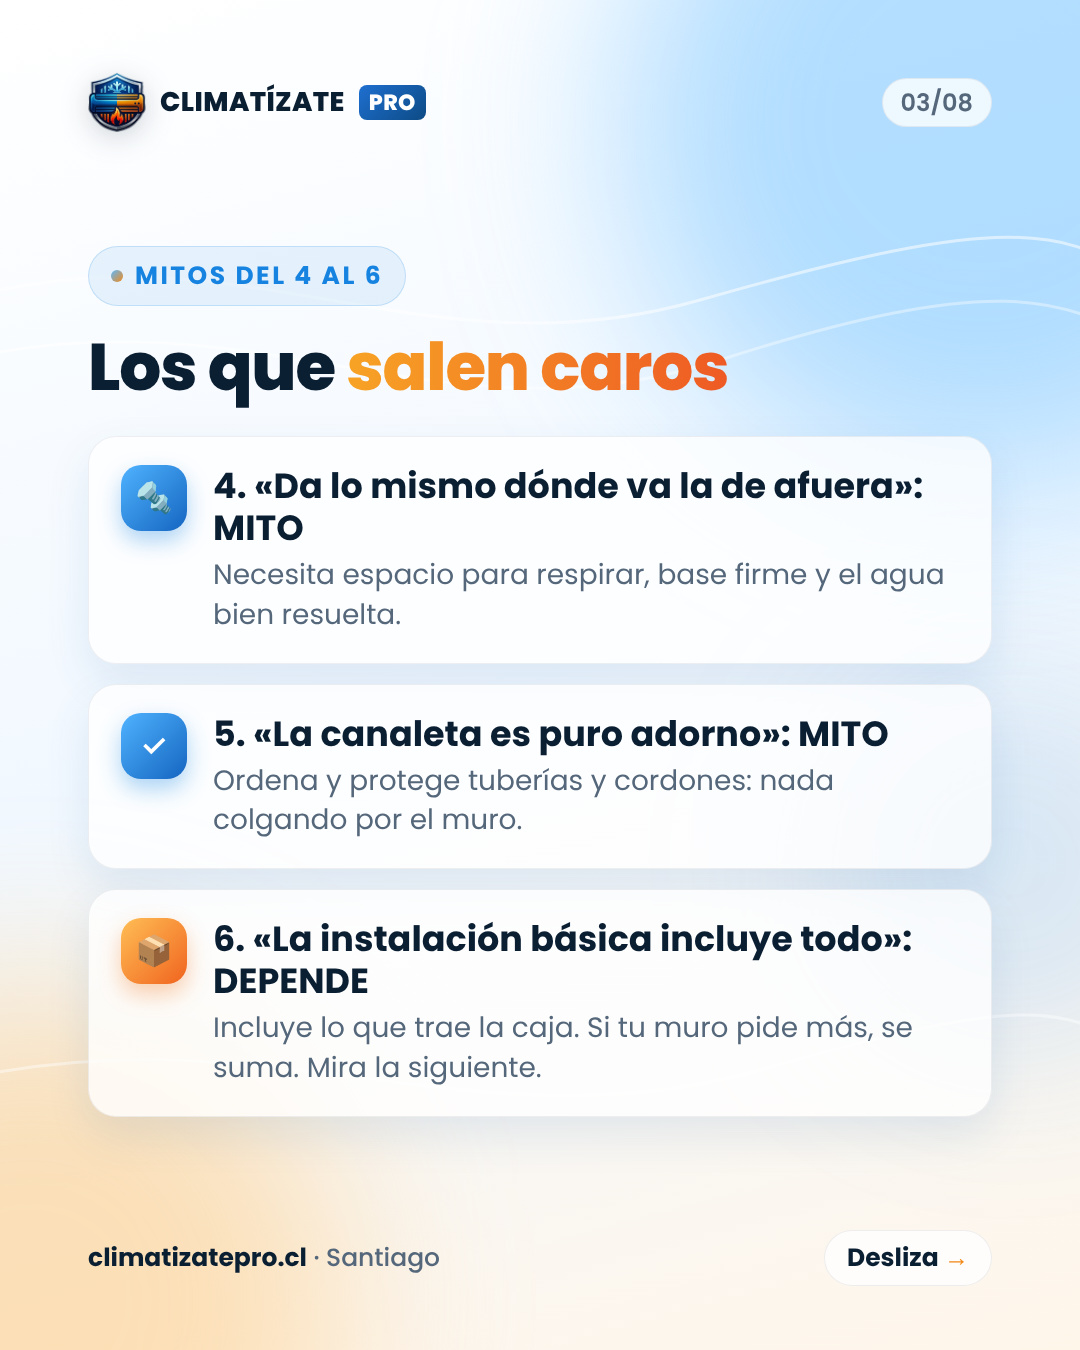 CLIMATÍZATE PRO
03/08
MITOS DEL 4 AL 6
Los que salen caros
4. «Da lo mismo dónde va la de afuera»:
MITO
Necesita espacio para respirar, base firme y el agua
bien resuelta.
5. «La canaleta es puro adorno»: MITO
Ordena y protege tuberías y cordones: nada
colgando por el muro.
6. «La instalación básica incluye todo»:
DEPENDE
Incluye lo que trae la caja. Si tu muro pide más, se
suma. Mira la siguiente.
climatizatepro.cl · Santiago
Desliza →